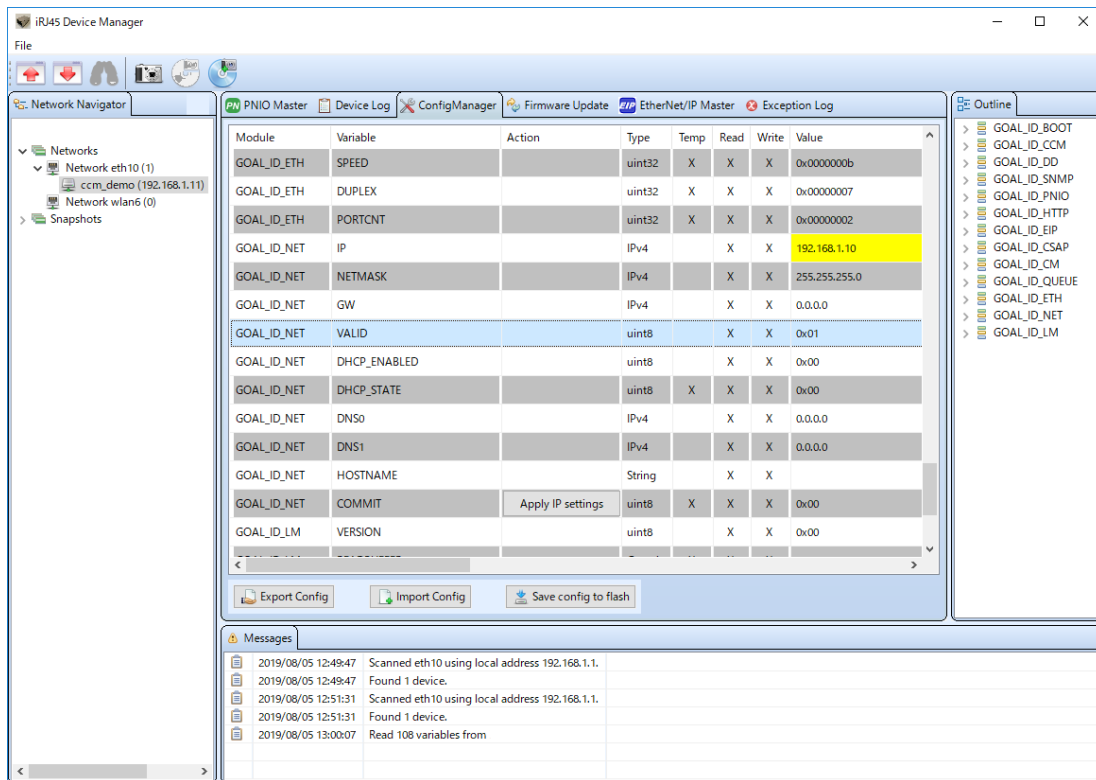 iRJ45 Device Manager
File
Network Navigator
Networks
Network eth10 (1)
ccm_demo (192.168.1.11)
Network wlan6 (0)
Snapshots
PNIO Master Device Log ConfigManager Firmware Update EtherNet/IP Master Exception Log
Module Variable Action Type Temp Read Write Value
GOAL_ID_ETH SPEED uint32 X X X 0x0000000b
GOAL_ID_ETH DUPLEX uint32 X X X 0x00000007
GOAL_ID_ETH PORTCNT uint32 X X X 0x00000002
GOAL_ID_NET IP IPv4 X X 192.168.1.10
GOAL_ID_NET NETMASK IPv4 X X 255.255.255.0
GOAL_ID_NET GW IPv4 X X 0.0.0.0
GOAL_ID_NET VALID uint8 X X 0x01
GOAL_ID_NET DHCP_ENABLED uint8 X X 0x00
GOAL_ID_NET DHCP_STATE uint8 X X X 0x00
GOAL_ID_NET DNS0 IPv4 X X 0.0.0.0
GOAL_ID_NET DNS1 IPv4 X X 0.0.0.0
GOAL_ID_NET HOSTNAME String X X
GOAL_ID_NET COMMIT Apply IP settings uint8 X X X 0x00
GOAL_ID_LM VERSION uint8 X X 0x00
Export Config Import Config Save config to flash
Outline
GOAL_ID_BOOT
GOAL_ID_CCM
GOAL_ID_DD
GOAL_ID_SNMP
GOAL_ID_PNIO
GOAL_ID_HTTP
GOAL_ID_EIP
GOAL_ID_CSAP
GOAL_ID_CM
GOAL_ID_QUEUE
GOAL_ID_ETH
GOAL_ID_NET
GOAL_ID_LM
Messages
2019/08/05 12:49:47 Scanned eth10 using local address 192.168.1.1.
2019/08/05 12:49:47 Found 1 device.
2019/08/05 12:51:31 Scanned eth10 using local address 192.168.1.1.
2019/08/05 12:51:31 Found 1 device.
2019/08/05 13:00:07 Read 108 variables from